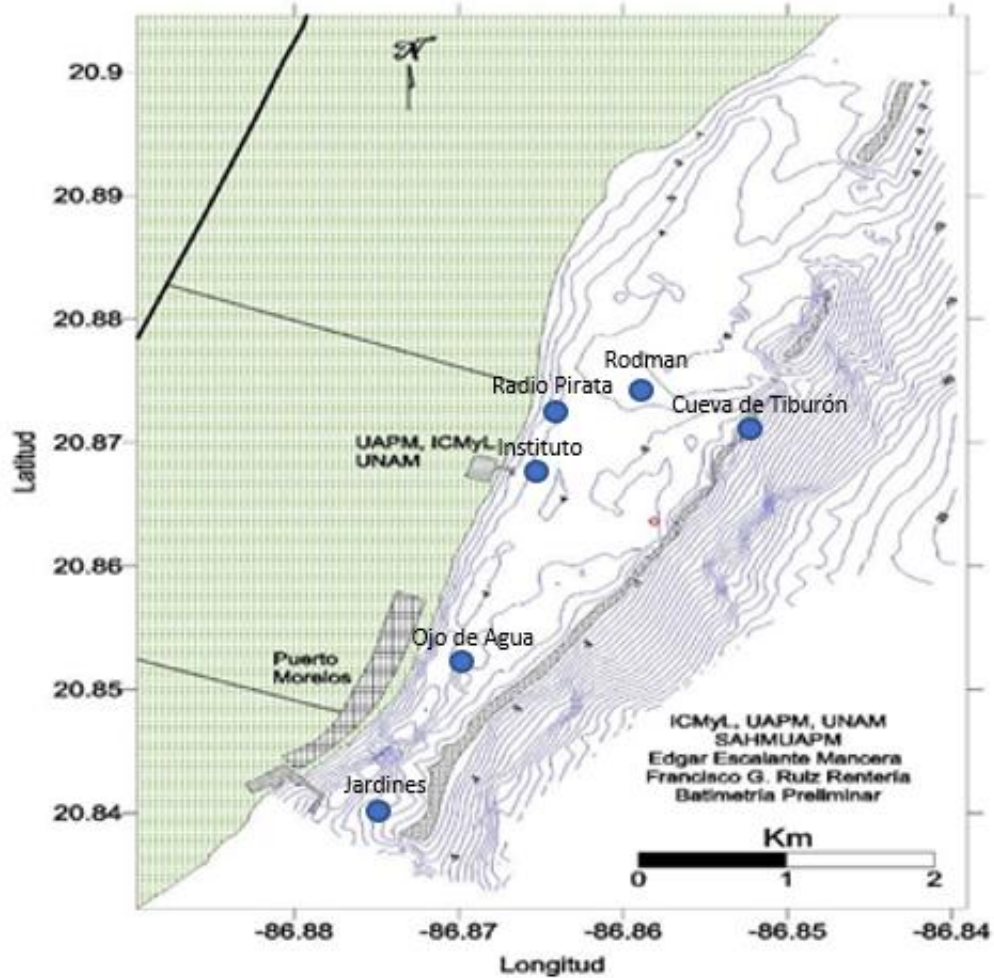 N
20.9
20.89
20.88
20.87
20.86
20.85
20.84
Latitud
Rodman
Radio Pirata
Cueva de Tiburón
UAPM, ICMyL
UNAM
Instituto
Ojo de Agua
Puerto
Morelos
Jardines
ICMyL, UAPM, UNAM
SAHMUAPM
Edgar Escalante Mancera
Francisco G. Ruiz Rentería
Batimetría Preliminar
Km
0 1 2
-86.88 -86.87 -86.86 -86.85 -86.84
Longitud